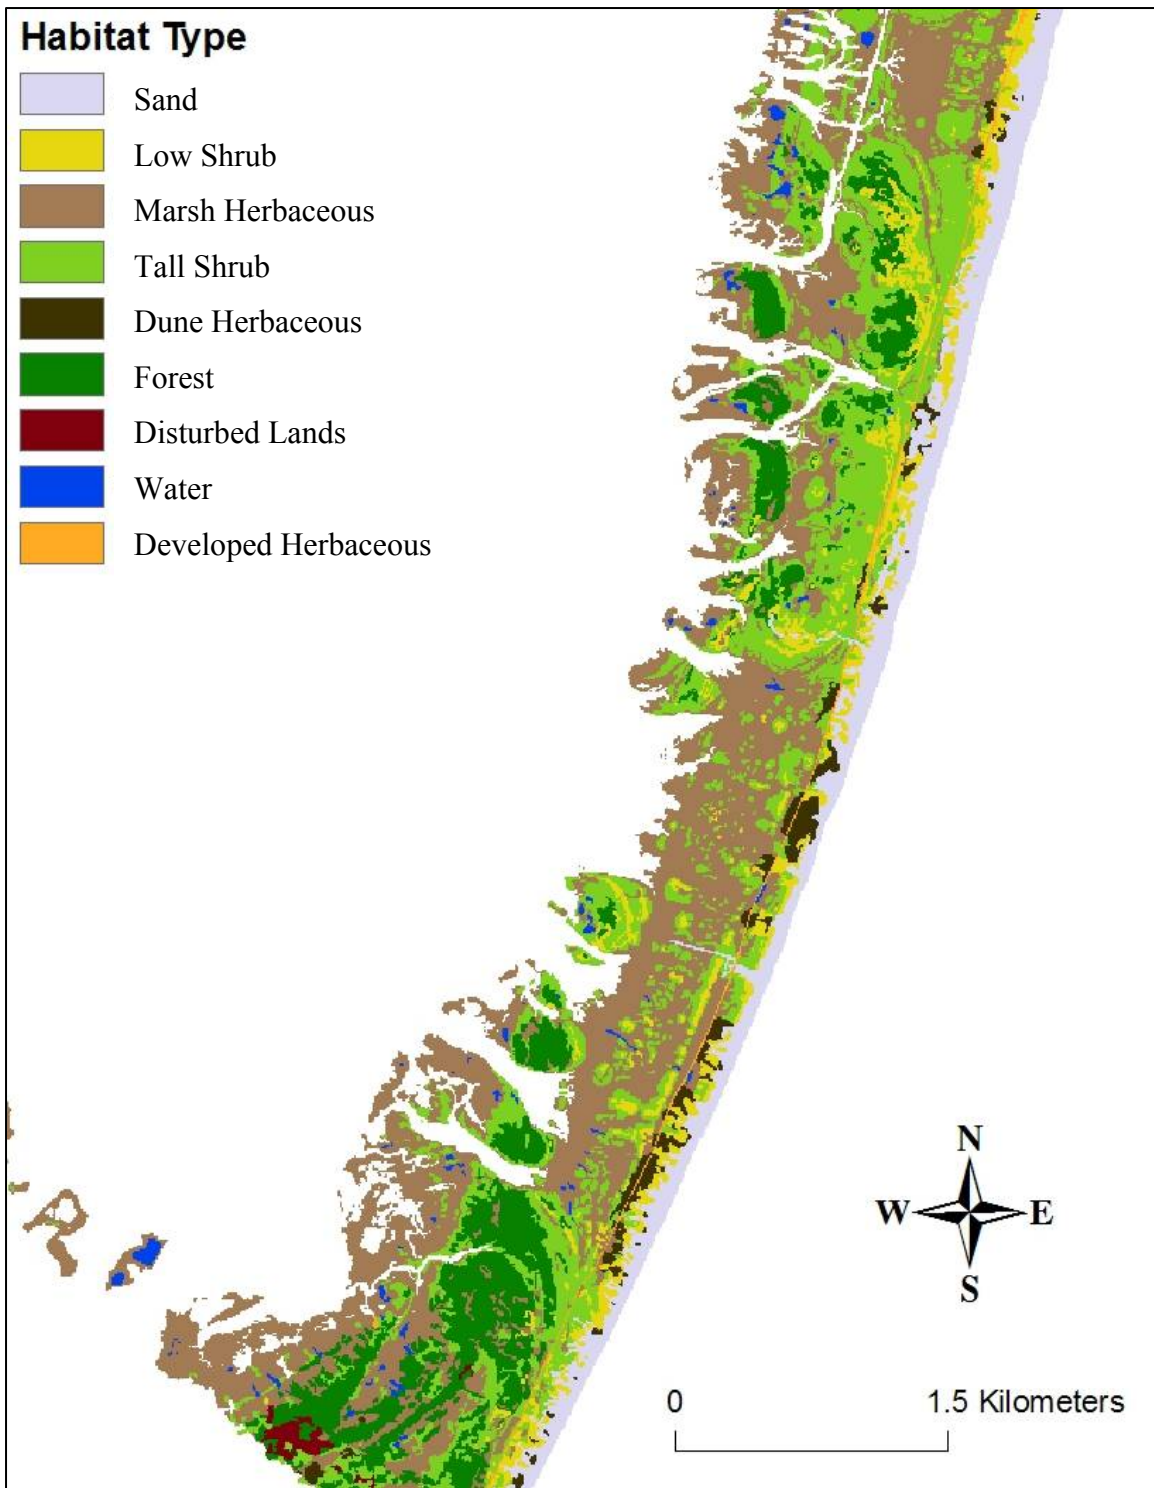 Habitat Type
Sand
Low Shrub
Marsh Herbaceous
Tall Shrub
Dune Herbaceous
Forest
Disturbed Lands
Water
Developed Herbaceous
N
W E
S
0 1.5 Kilometers